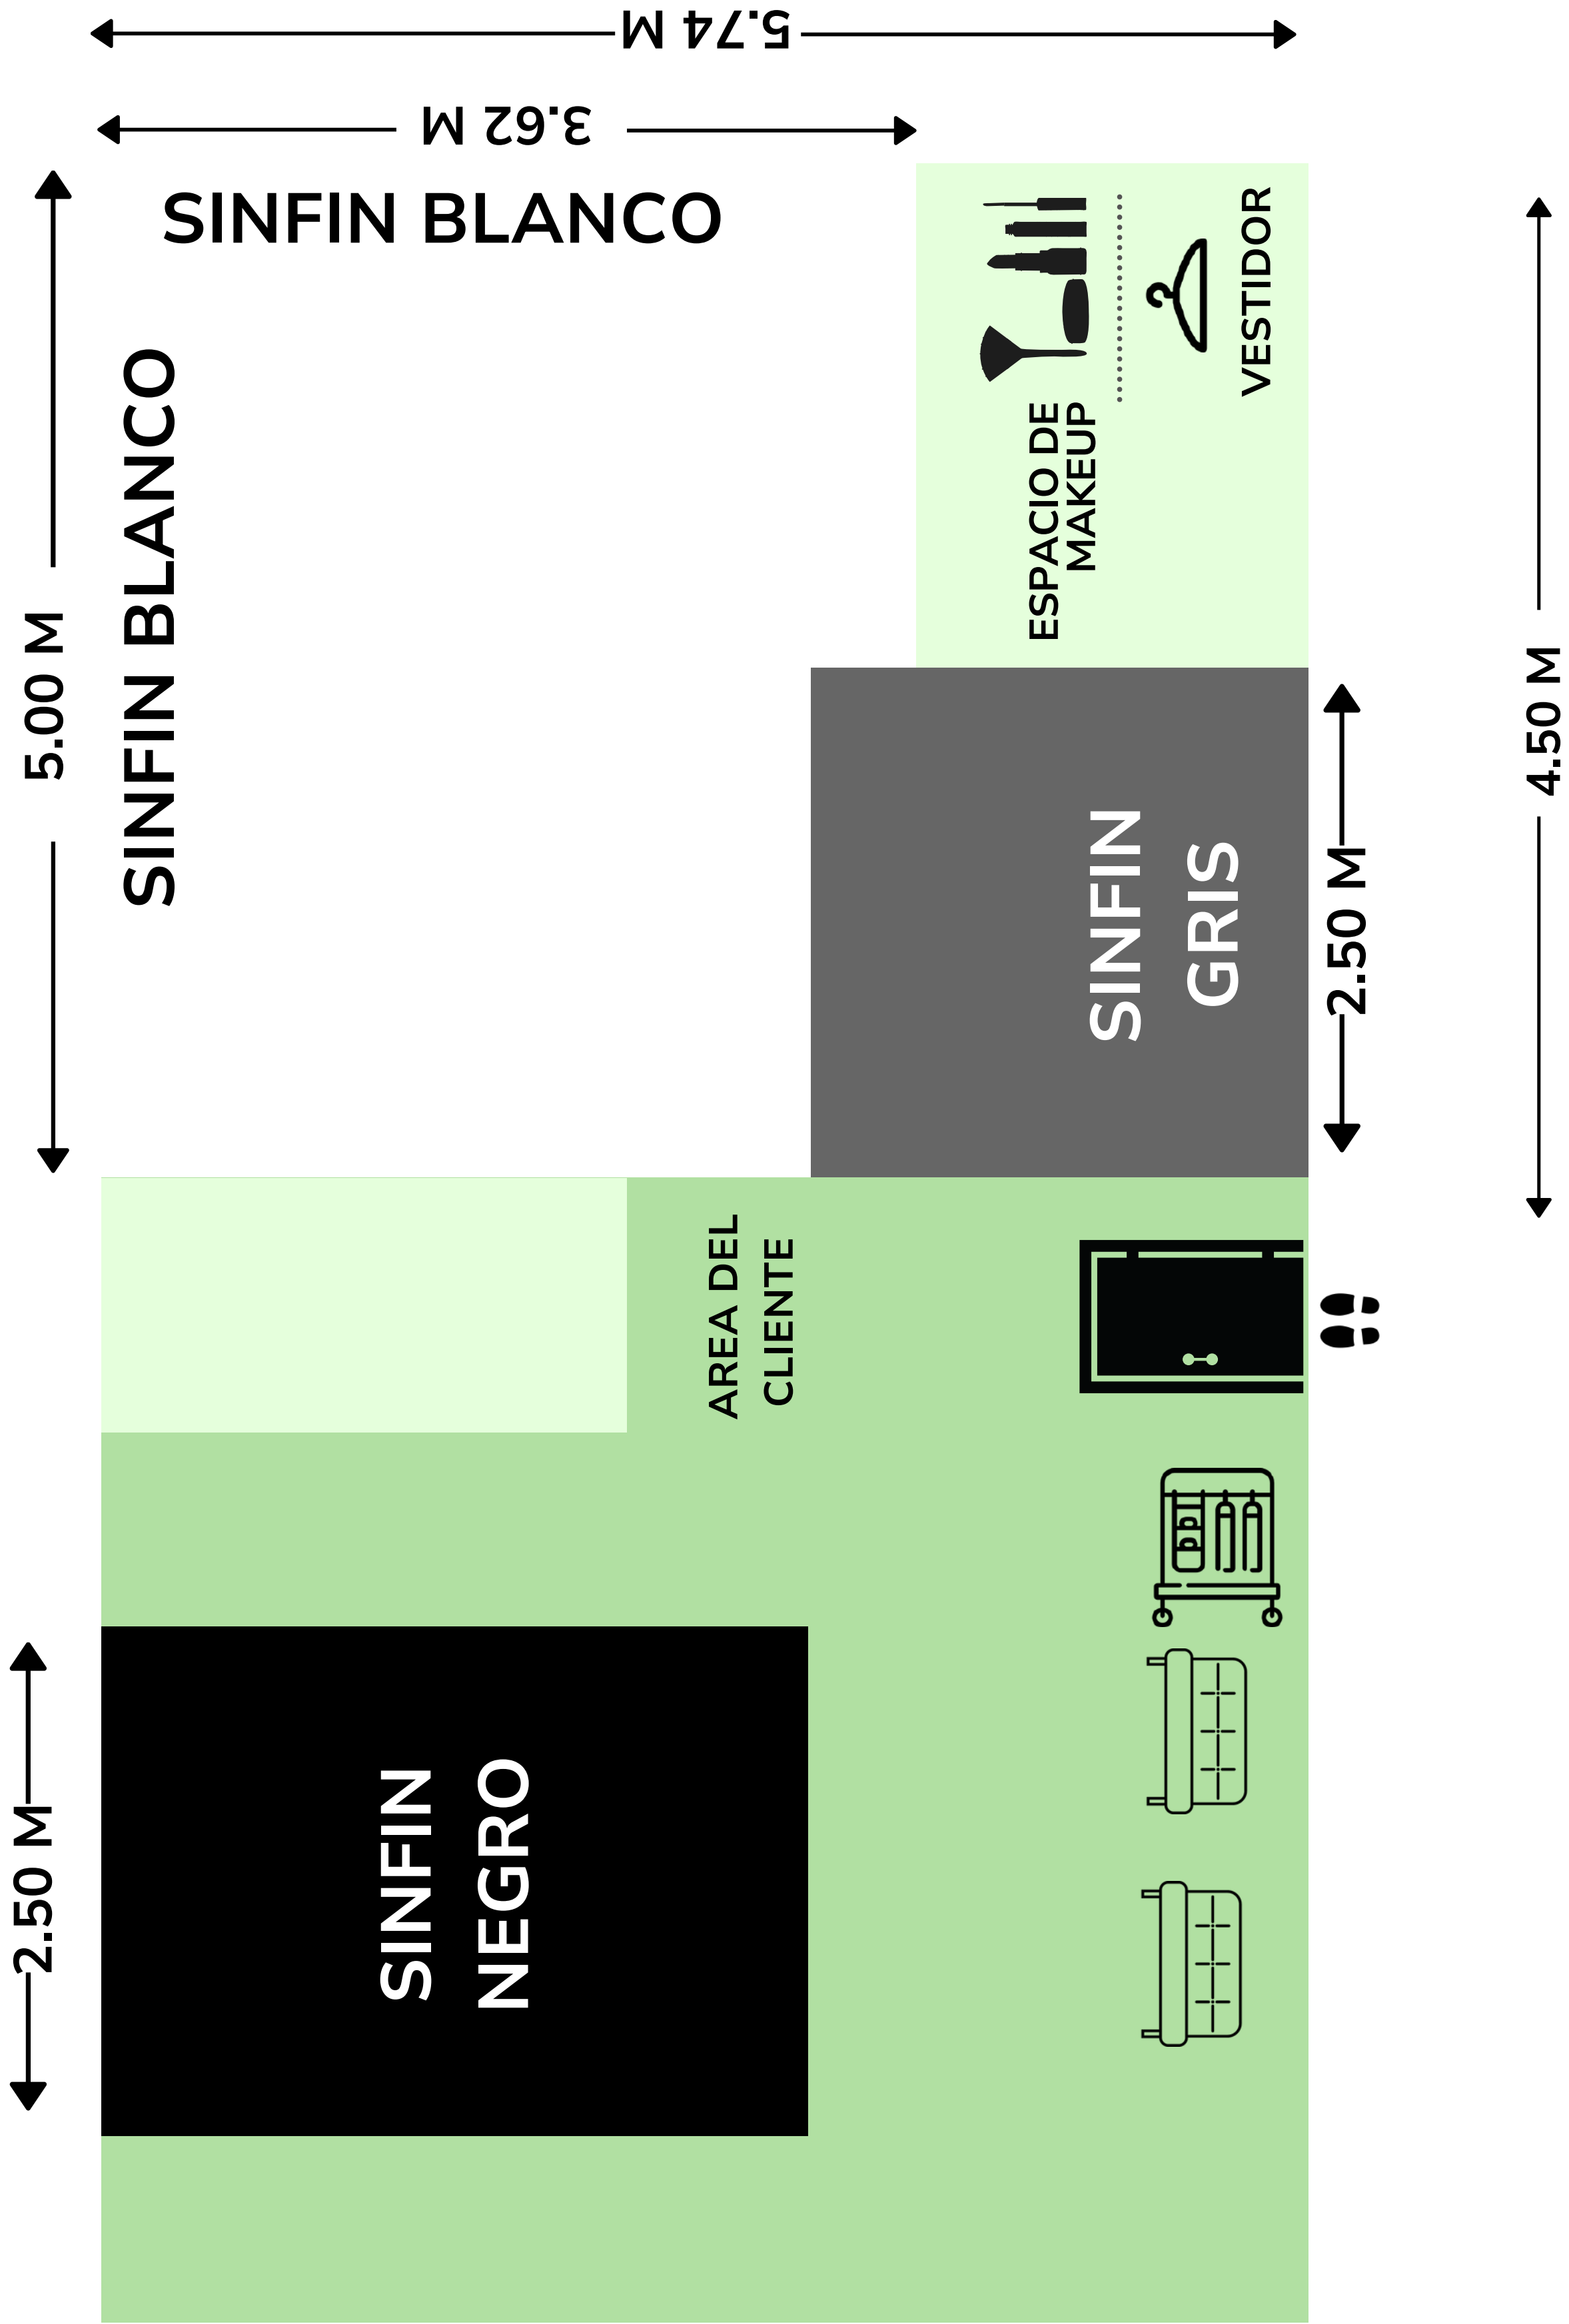 5.74 M
3.62 M
SINFIN BLANCO
5.00 M
SINFIN BLANCO
ESPACIO DE
MAKEUP
VESTIDOR
4.50 M
SINFIN
GRIS
2.50 M
AREA DEL
CLIENTE
2.50 M
SINFIN
NEGRO